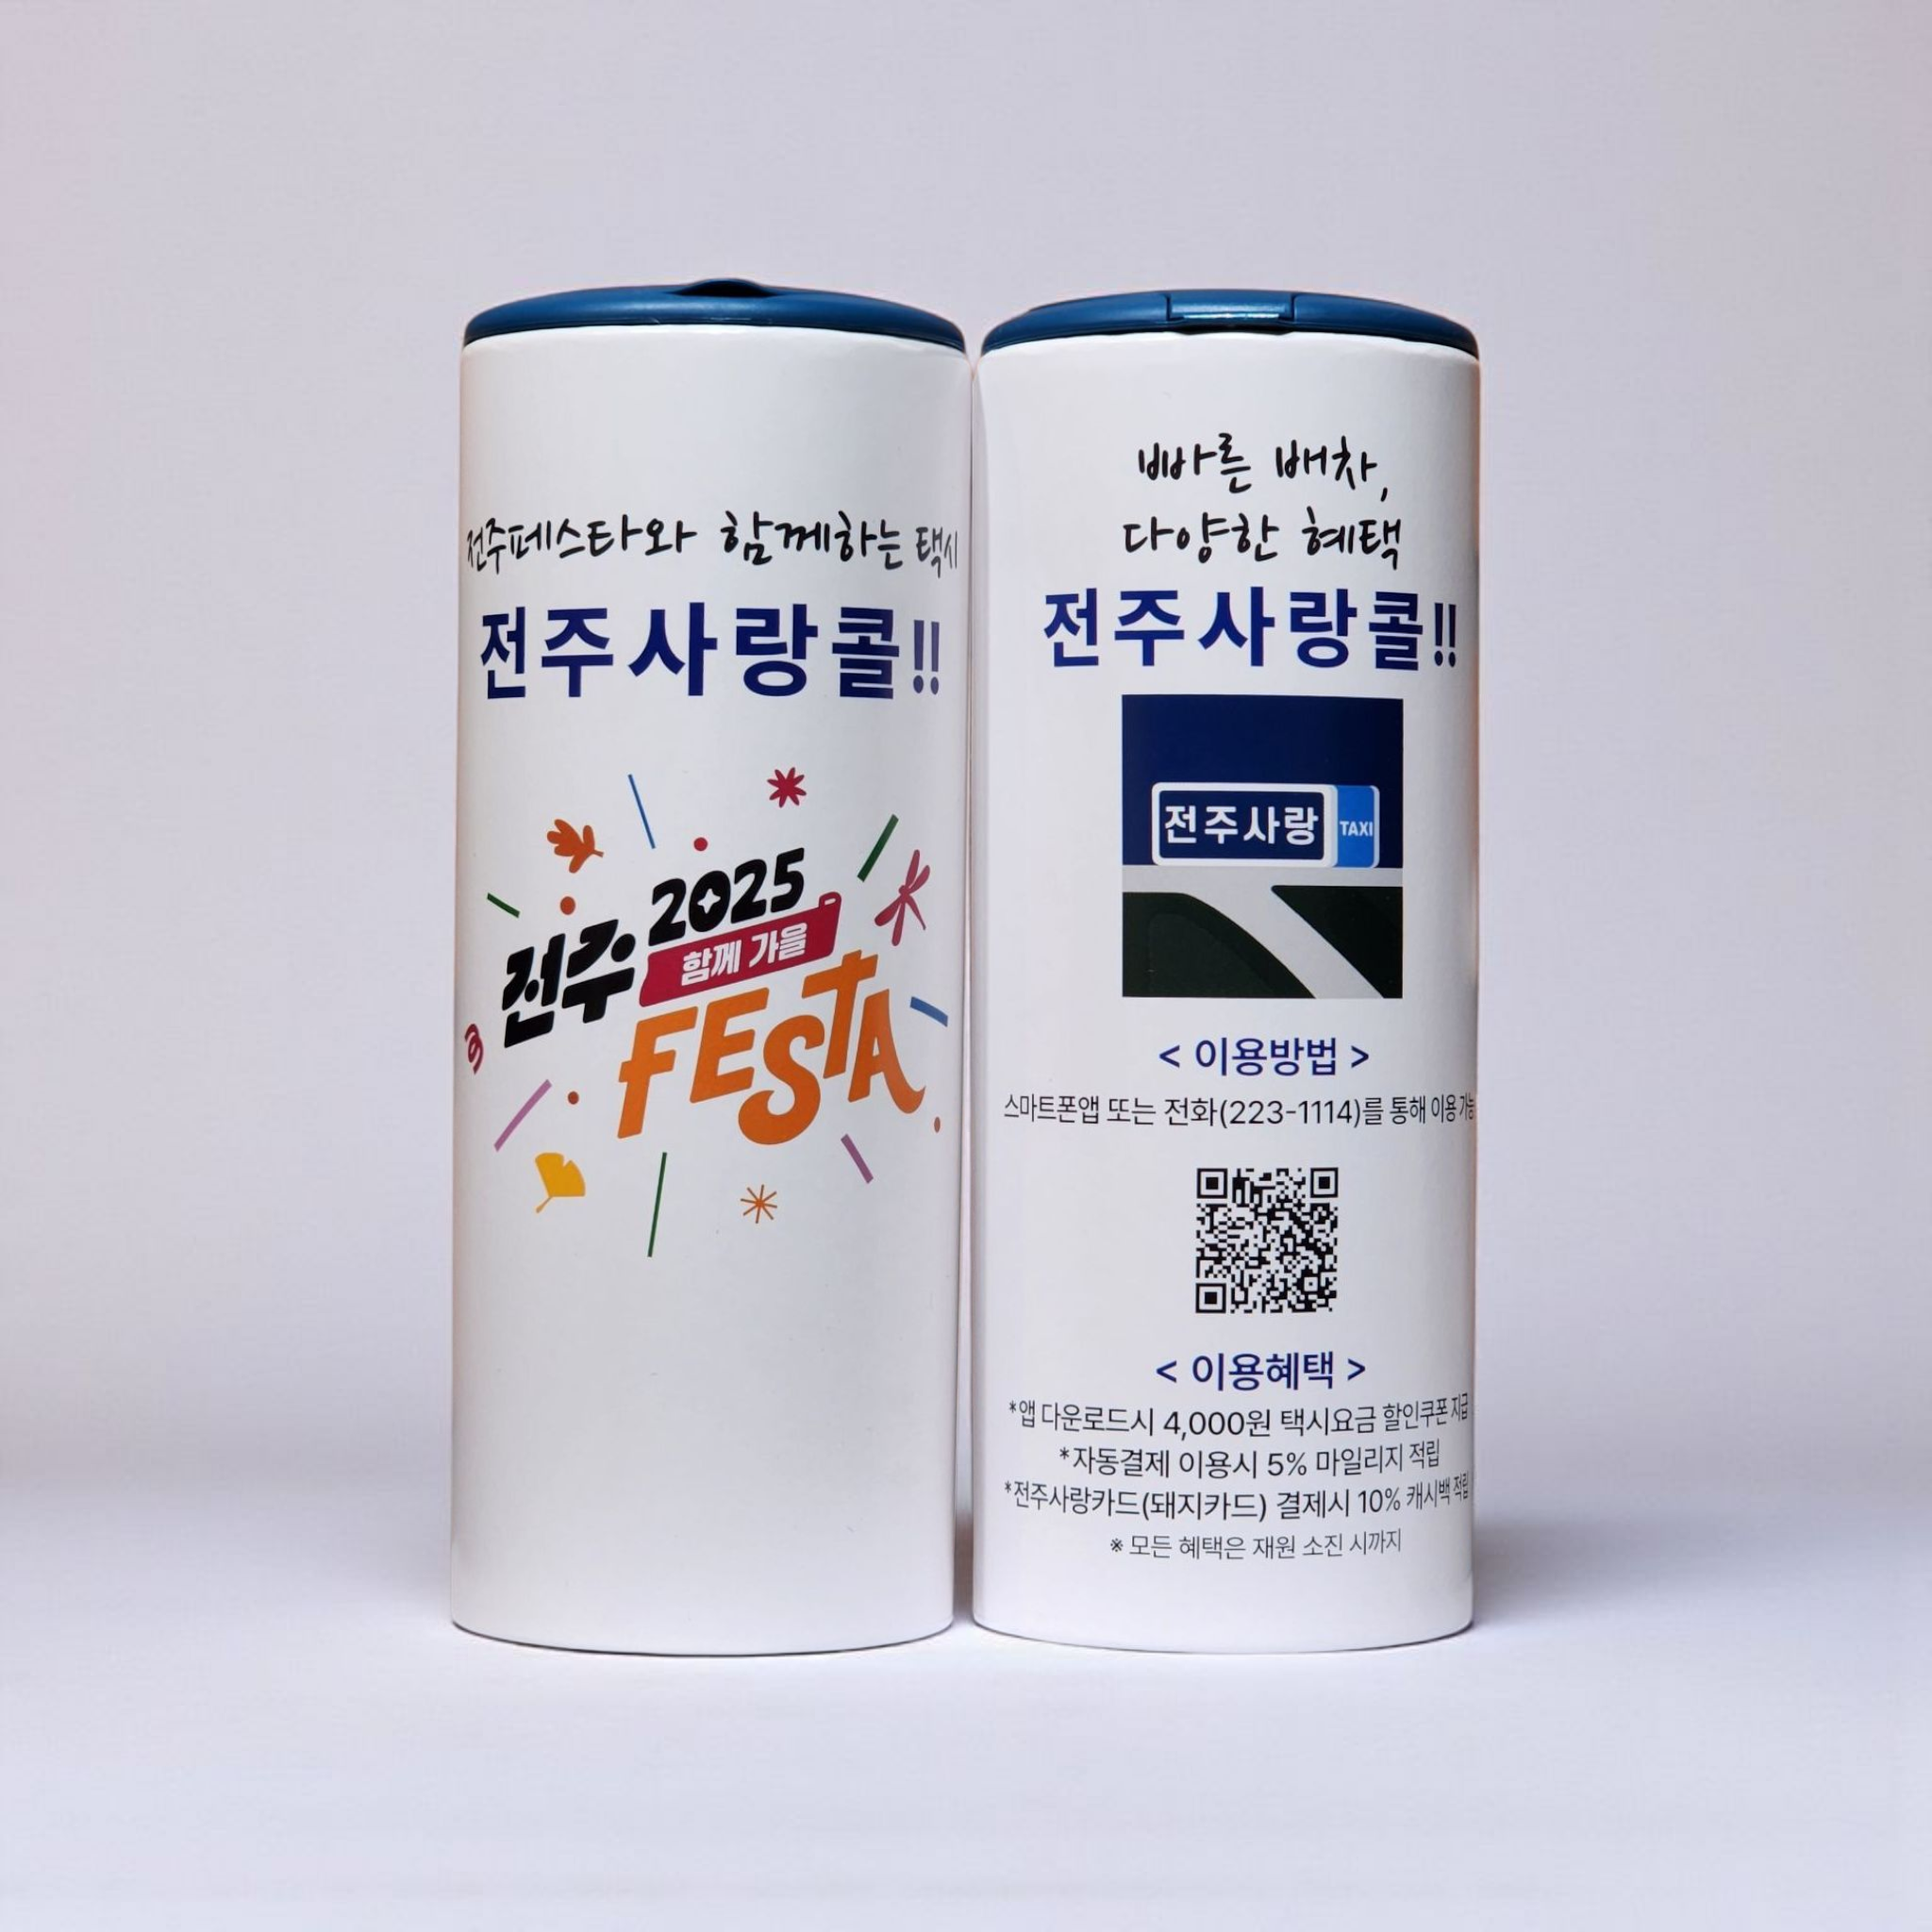 전주페스타와 함께하는 택시
전주사랑콜!!
전주 2025
함께 가을
FESTA
빠른 배차,
다양한 혜택
전주사랑콜!!
전주사랑 TAXI
< 이용방법 >
스마트폰앱 또는 전화(223-1114)를 통해 이용 가능
< 이용혜택 >
*앱 다운로드시 4,000원 택시요금 할인쿠폰 지급
*자동결제 이용시 5% 마일리지 적립
*전주사랑카드(돼지카드) 결제시 10% 캐시백 적립
※ 모든 혜택은 재원 소진 시까지